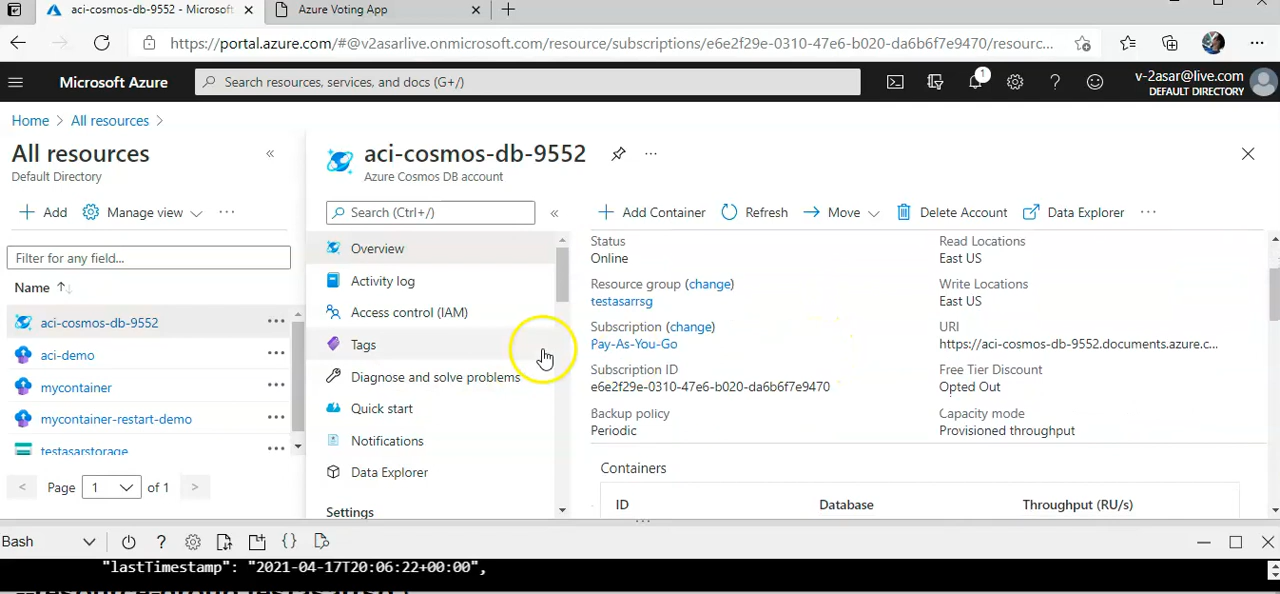 aci-cosmos-db-9552 - Microsoft
Azure Voting App
https://portal.azure.com/#@v2asarlive.onmicrosoft.com/resource/subscriptions/e6e2f29e-0310-47e6-b020-da6b6f7e9470/resourc...
Microsoft Azure
Search resources, services, and docs (G+/)
1
v-2asar@live.com
DEFAULT DIRECTORY
Home > All resources >
All resources
Default Directory
«
aci-cosmos-db-9552
...
Azure Cosmos DB account
+ Add
Manage view
...
Search (Ctrl+/)
«
+ Add Container
Refresh
Move
Delete Account
Data Explorer
...
Filter for any field...
Name ↑↓
aci-cosmos-db-9552 ...
aci-demo ...
mycontainer ...
mycontainer-restart-demo ...
testasarstorage ...
< Page 1 of 1 >
Overview
Activity log
Access control (IAM)
Tags
Diagnose and solve problems
Quick start
Notifications
Data Explorer
Settings
Status
Online
Resource group (change)
testasarrsg
Subscription (change)
Pay-As-You-Go
Subscription ID
e6e2f29e-0310-47e6-b020-da6b6f7e9470
Backup policy
Periodic
Read Locations
East US
Write Locations
East US
URI
https://aci-cosmos-db-9552.documents.azure.c...
Free Tier Discount
Opted Out
Capacity mode
Provisioned throughput
Containers
ID
Database
Throughput (RU/s)
Bash
?
{}
"lastTimestamp": "2021-04-17T20:06:22+00:00",